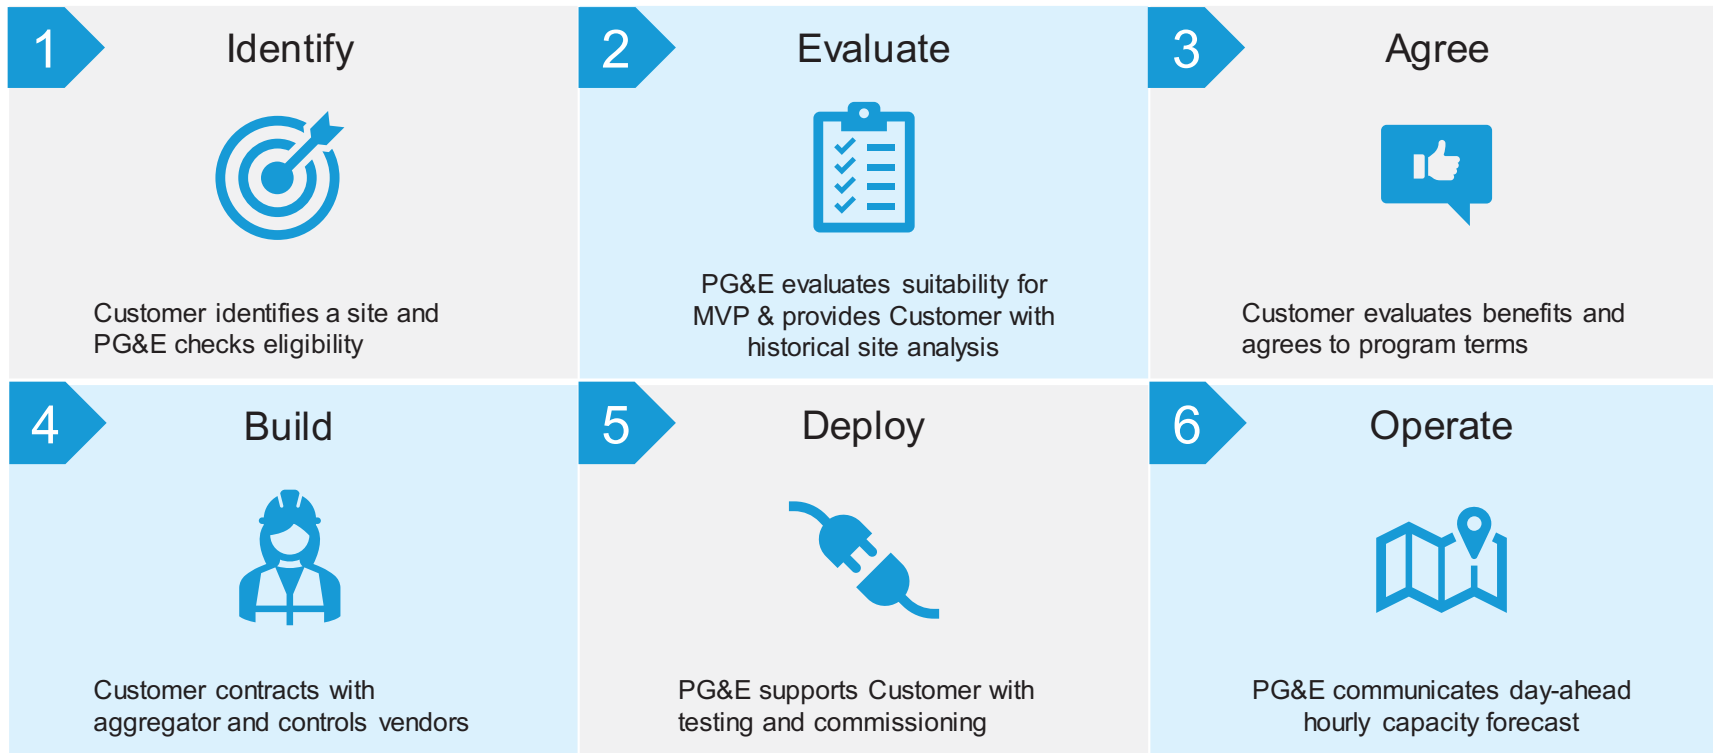 1
Identify
Customer identifies a site and
PG&E checks eligibility
2
Evaluate
PG&E evaluates suitability for
MVP & provides Customer with
historical site analysis
3
Agree
Customer evaluates benefits and
agrees to program terms
4
Build
Customer contracts with
aggregator and controls vendors
5
Deploy
PG&E supports Customer with
testing and commissioning
6
Operate
PG&E communicates day-ahead
hourly capacity forecast